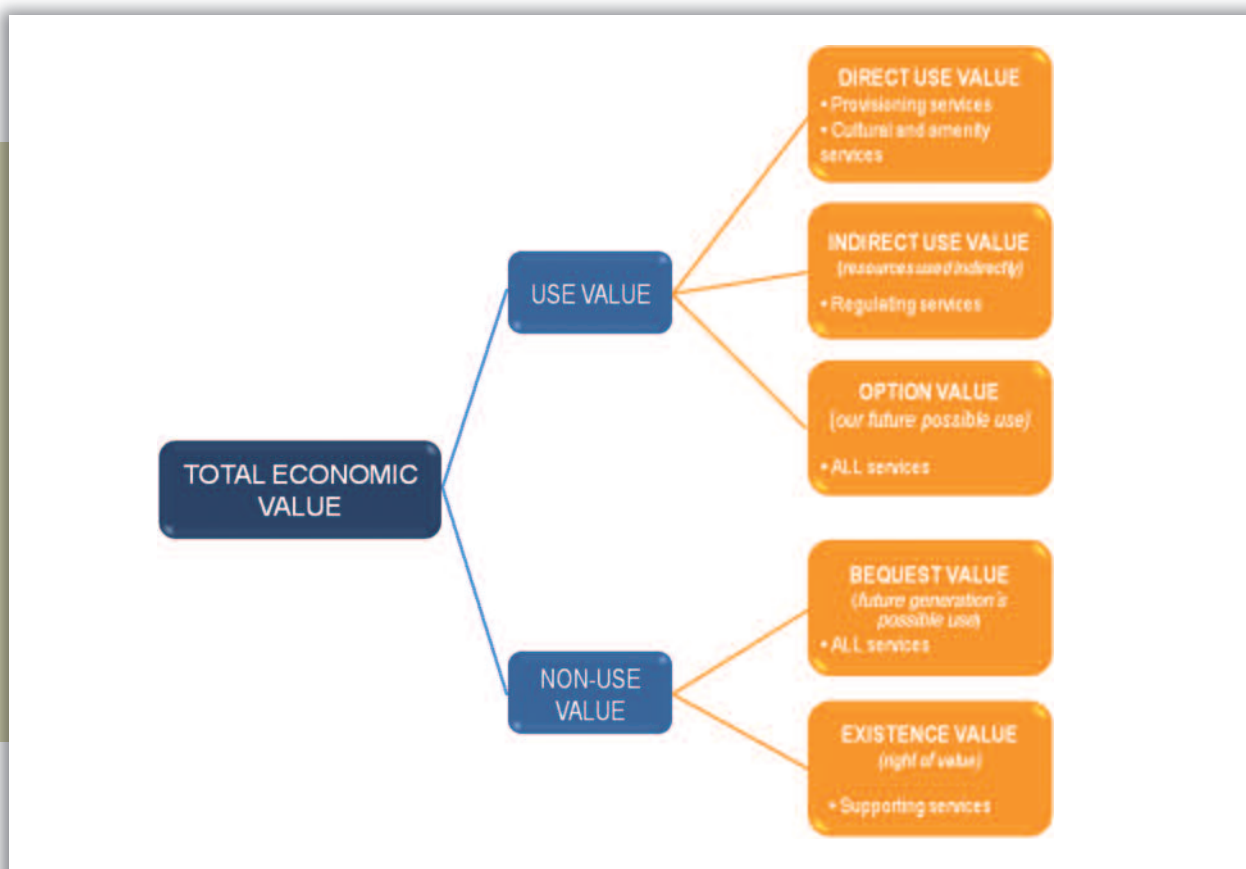 DIRECT USE VALUE
• Provisioning services
• Cultural and amenity
services
INDIRECT USE VALUE
(resources used indirectly)
• Regulating services
USE VALUE
OPTION VALUE
(our future possible use)
• ALL services
TOTAL ECONOMIC
VALUE
BEQUEST VALUE
(future generation's
possible use)
• ALL services
NON-USE
VALUE
EXISTENCE VALUE
(right of value)
• Supporting services